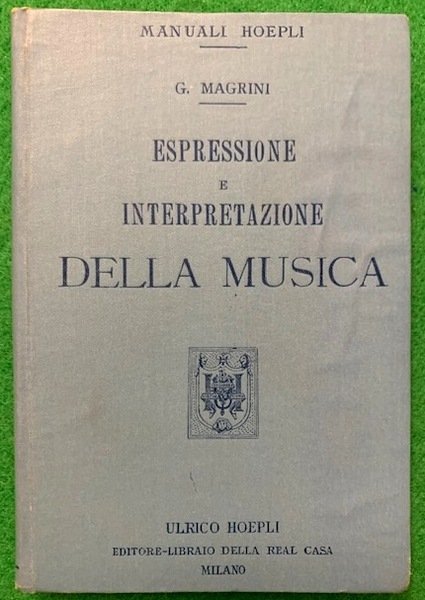 MANUALI HOEPLI
G. MAGRINI
ESPRESSIONE
E
INTERPRETAZIONE
DELLA MUSICA
ULRICO HOEPLI
EDITORE-LIBRAIO DELLA REAL CASA
MILANO